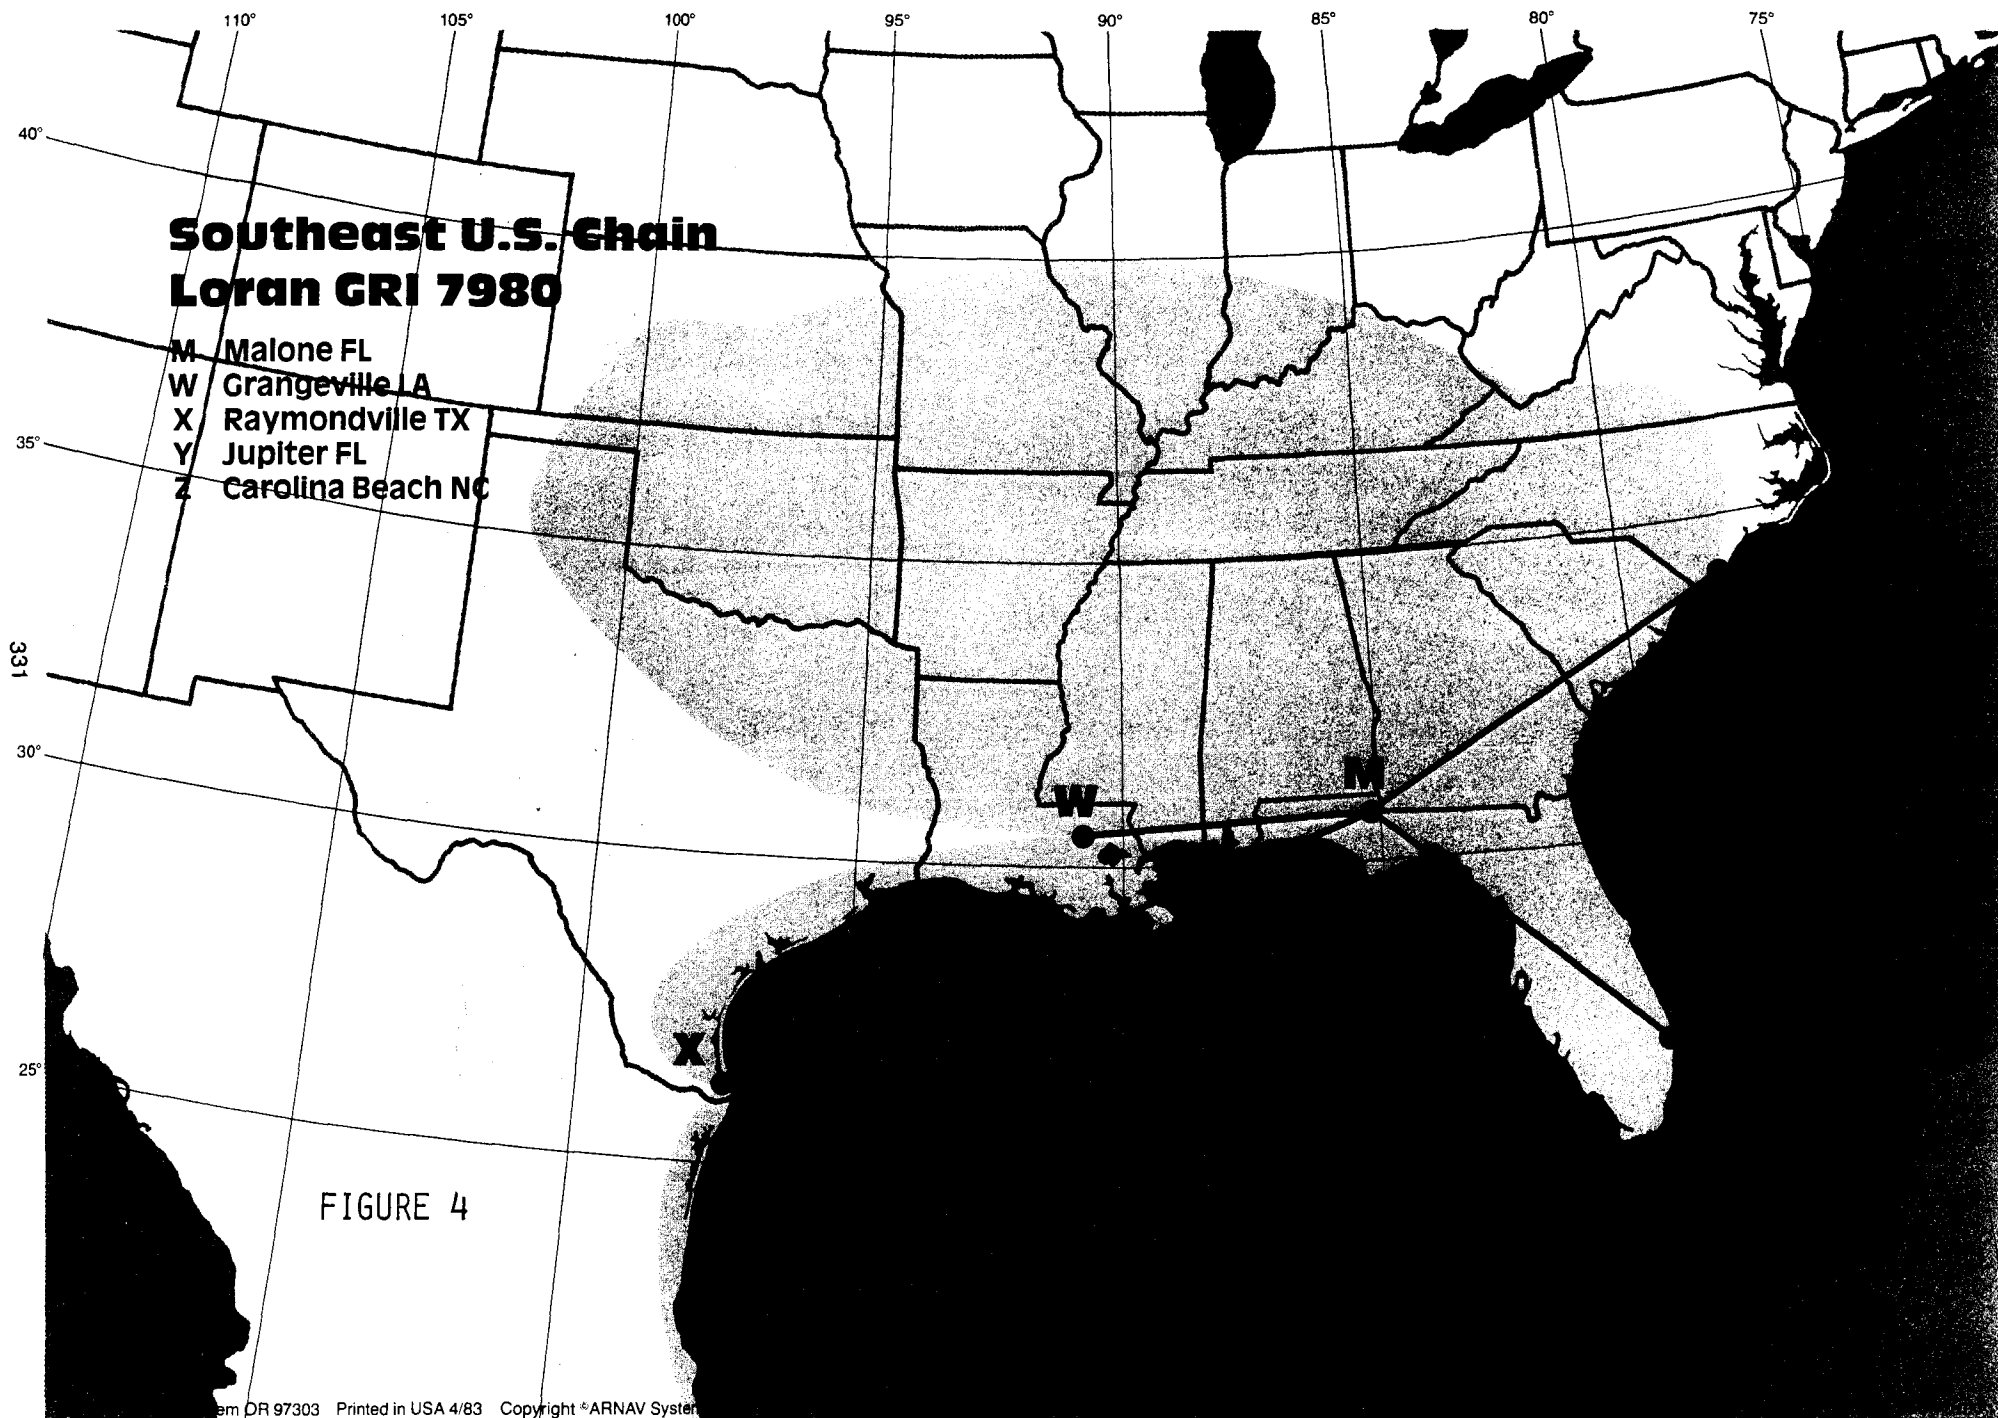 110° 105° 100° 95° 90° 85° 80° 75°
40°
Southeast U.S. Chain
Loran GRI 7980
M Malone FL
W Grangeville LA
X Raymondville TX
Y Jupiter FL
Z Carolina Beach NC
35°
331
30°
M
W
X
25°
FIGURE 4
OR 97303 Printed in USA 4/83 Copyright ©ARNAV